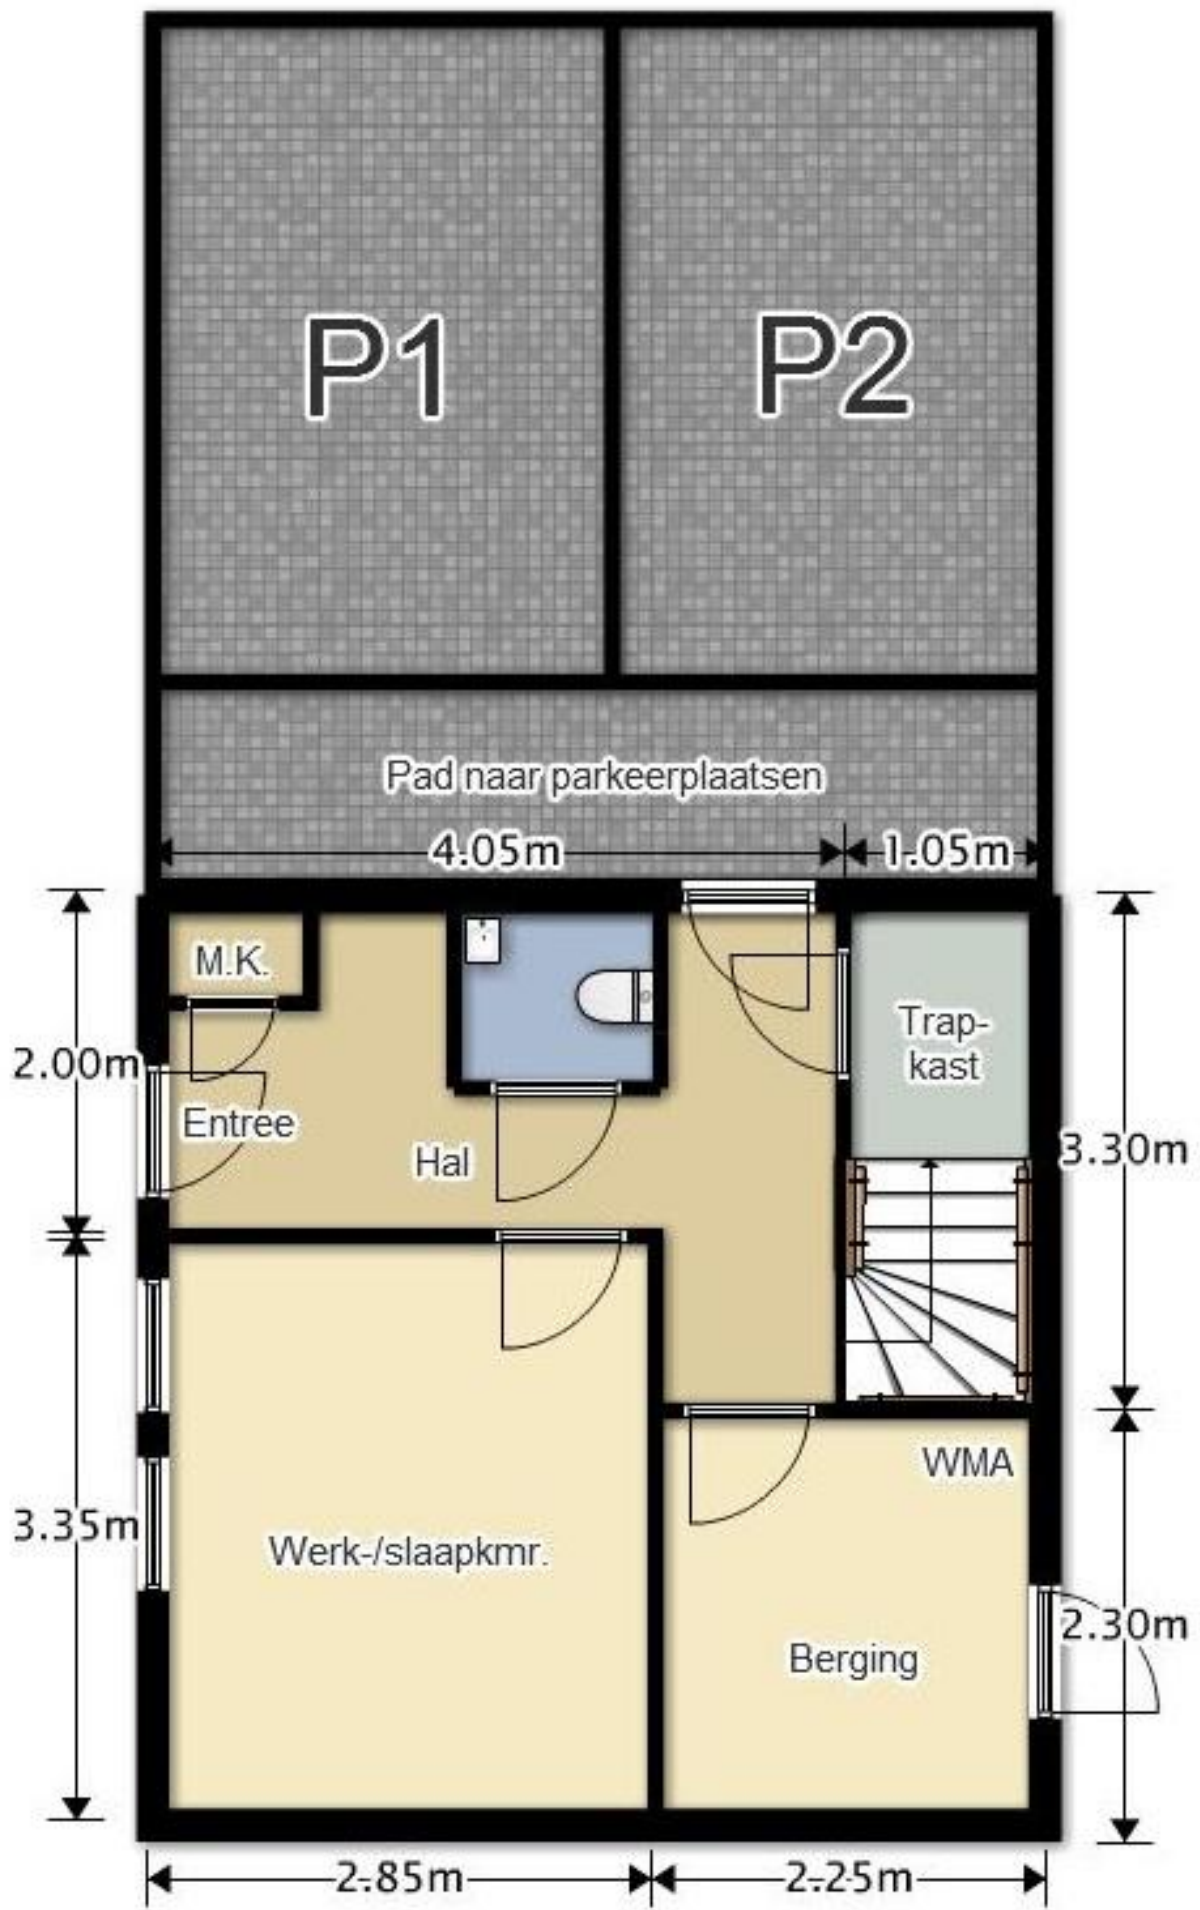 P1
P2
Pad naar parkeerplaatsen
4.05m
1.05m
M.K.
Trap-
kast
2.00m
Entree
Hal
3.30m
WMA
3.35m
Werk-/slaapkmr.
2.30m
Berging
2.85m
2.25m